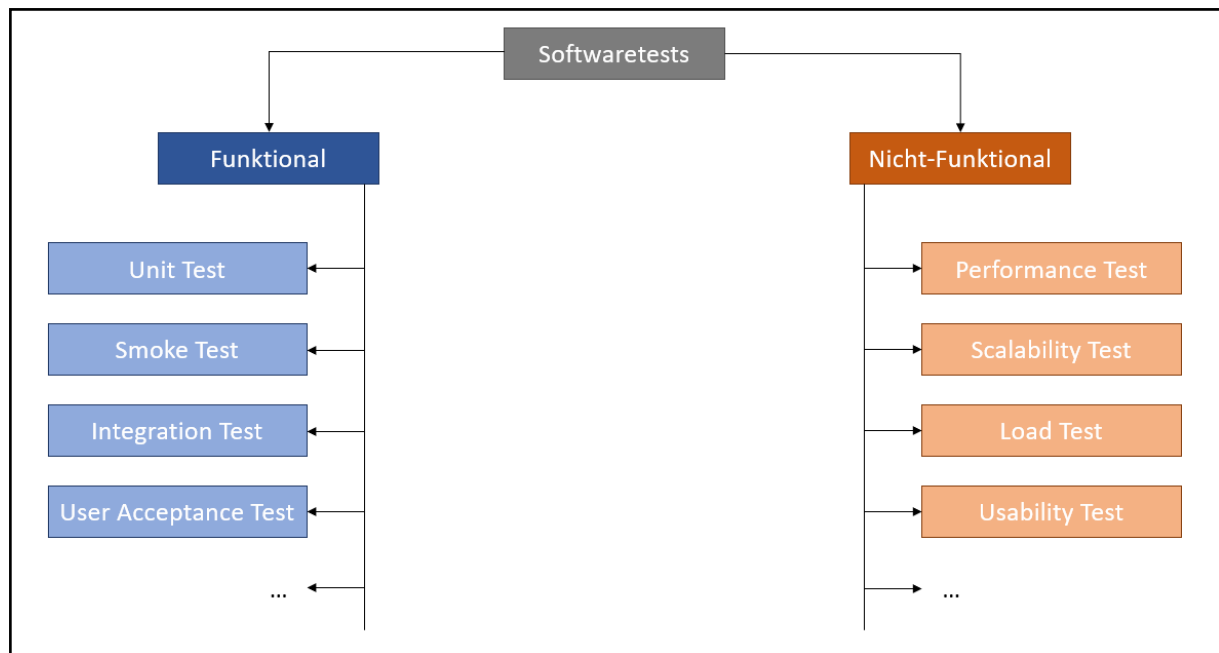 Softwaretests
Funktional
Nicht-Funktional
Unit Test
Performance Test
Smoke Test
Scalability Test
Integration Test
Load Test
User Acceptance Test
Usability Test
...
...